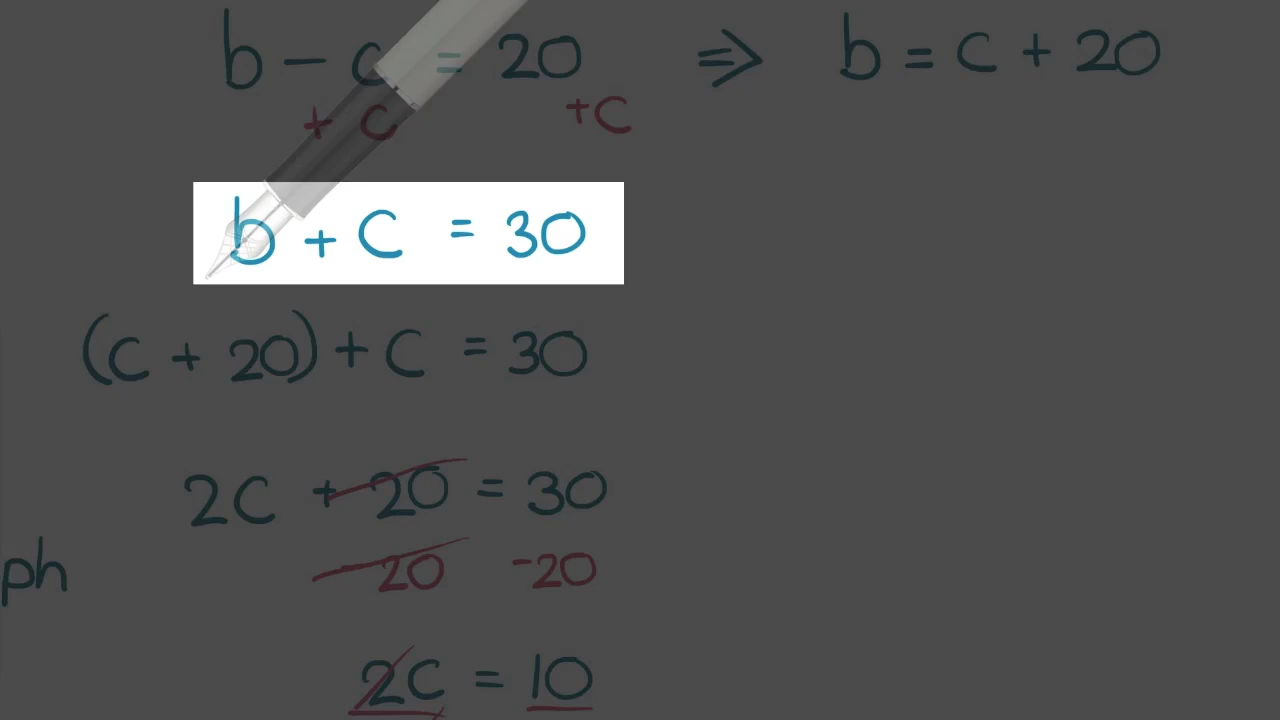 b - c = 20 ⇒ b = c + 20
+ c +c
b + c = 30
(c + 20) + c = 30
2c + 20 = 30
ph - 20 -20
2c = 10